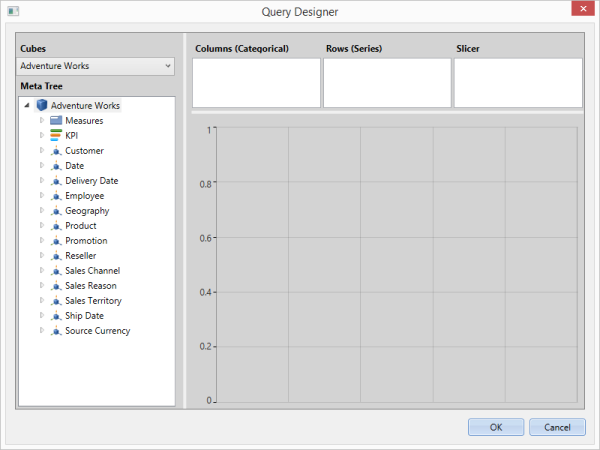 Query Designer
Cubes
Adventure Works
Meta Tree
Adventure Works
Measures
KPI
Customer
Date
Delivery Date
Employee
Geography
Product
Promotion
Reseller
Sales Channel
Sales Reason
Sales Territory
Ship Date
Source Currency
Columns (Categorical) Rows (Series) Slicer
1
0.8
0.6
0.4
0.2
0
OK Cancel